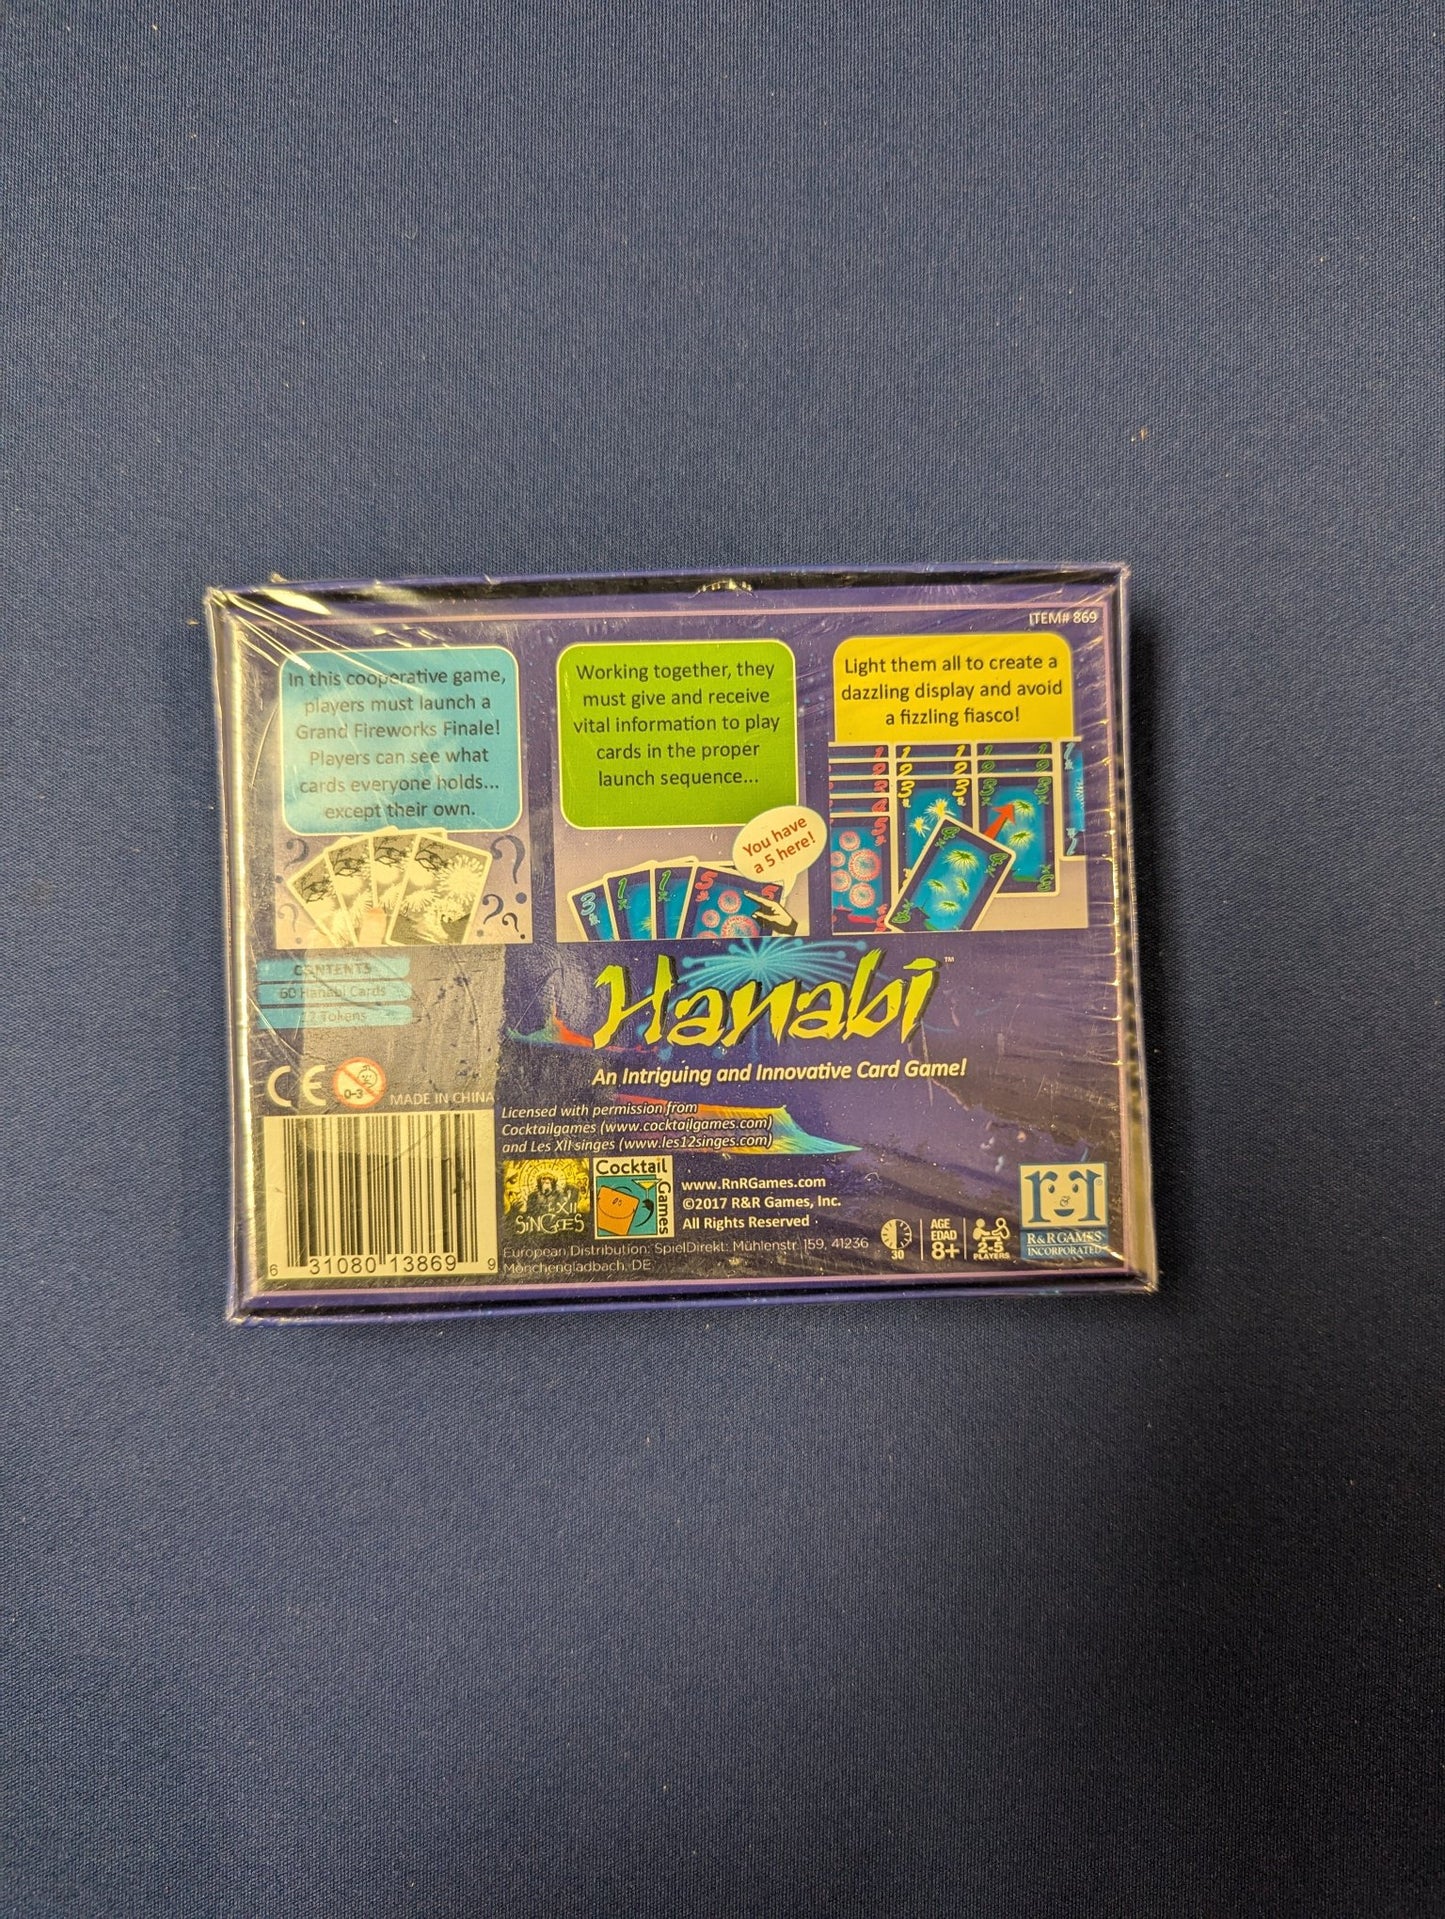 ITEM# 869
In this cooperative game,
players must launch a
Grand Fireworks Finale!
Players can see what
cards everyone holds...
except their own.
Working together, they
must give and receive
vital information to play
cards in the proper
launch sequence...
You have
a 5 here!
Light them all to create a
dazzling display and avoid
a fizzling fiasco!
CONTENTS
60 Hanabi Cards
Tokens
CE
0-3
MADE IN CHINA
6 31080 13869 9
Hanabi™
An Intriguing and Innovative Card Game!
Licensed with permission from
Cocktailgames (www.cocktailgames.com)
and Les XII singes (www.les12singes.com)
XII
SINGES
Cocktail
Games
www.RnRGames.com
©2017 R&R Games, Inc.
All Rights Reserved
European Distribution: SpielDirekt: Mühlenstr. 159, 41236
Mönchengladbach, DE
30
AGE
EDAD
8+
2-5
PLAYERS
R&R GAMES
INCORPORATED